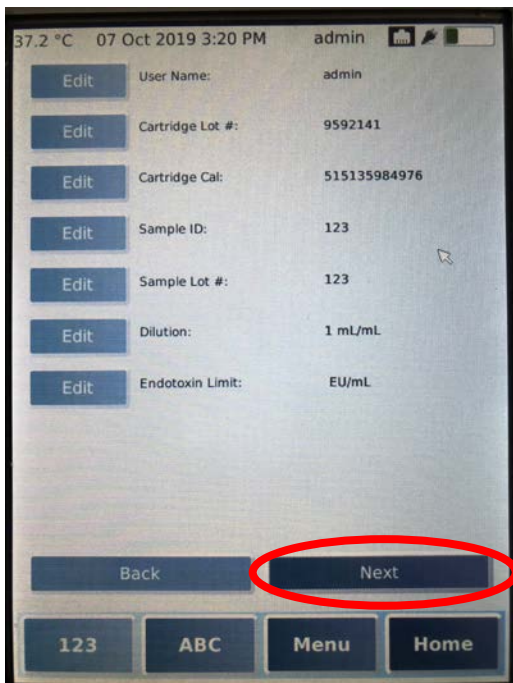 37.2 °C 07 Oct 2019 3:20 PM admin
Edit User Name: admin
Edit Cartridge Lot #: 9592141
Edit Cartridge Cal: 515135984976
Edit Sample ID: 123
Edit Sample Lot #: 123
Edit Dilution: 1 mL/mL
Edit Endotoxin Limit: EU/mL
Back Next
123 ABC Menu Home